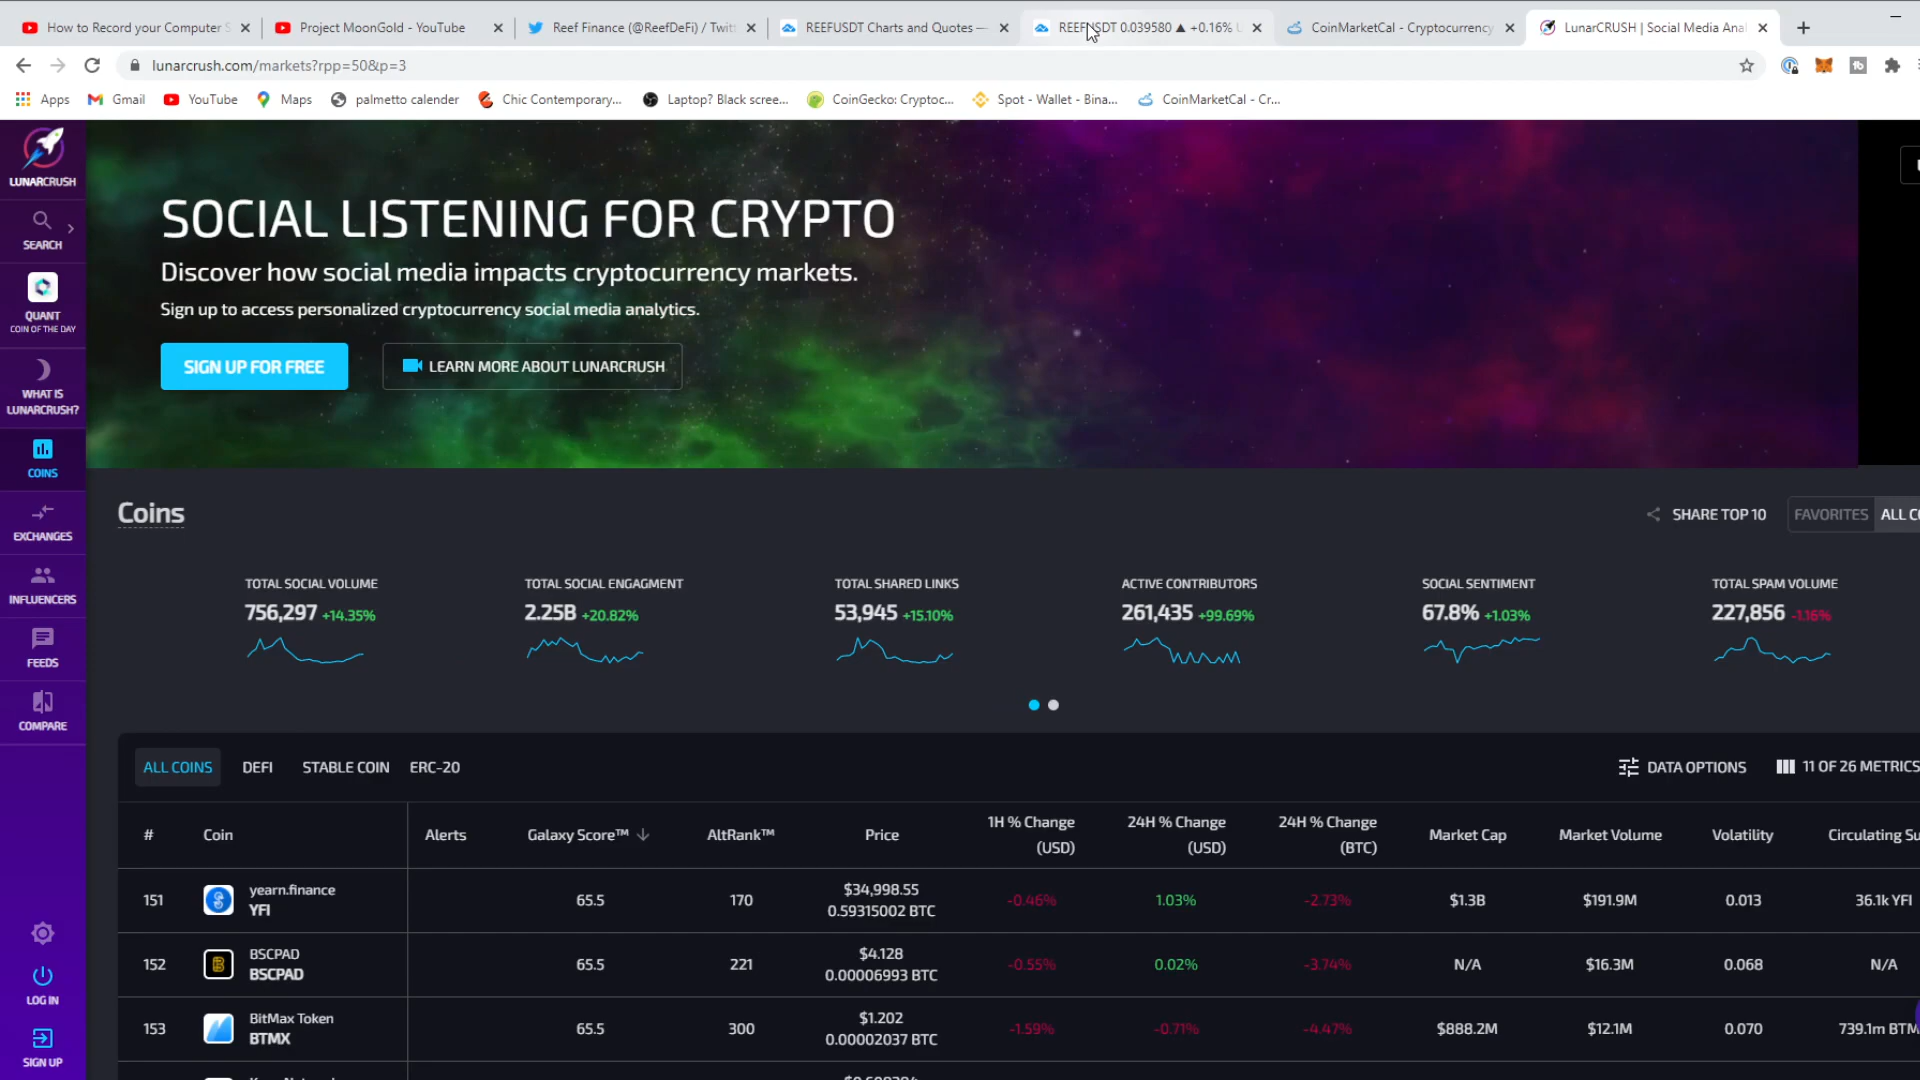 How to Record your Computer S
Project MoonGold - YouTube
Reef Finance (@ReefDeFi) / Twitt
REEFUSDT Charts and Quotes —
REEFUSDT 0.039580 ▲ +0.16% U
CoinMarketCal - Cryptocurrency
LunarCRUSH | Social Media Anal
lunarcrush.com/markets?rpp=50&p=3
Apps
Gmail
YouTube
Maps
palmetto calender
Chic Contemporary...
Laptop? Black scree...
CoinGecko: Cryptoc...
Spot - Wallet - Bina...
CoinMarketCal - Cr...
LUNARCRUSH
SEARCH
QUANT
COIN OF THE DAY
WHAT IS
LUNARCRUSH?
COINS
EXCHANGES
INFLUENCERS
FEEDS
COMPARE
LOG IN
SIGN UP
SOCIAL LISTENING FOR CRYPTO
Discover how social media impacts cryptocurrency markets.
Sign up to access personalized cryptocurrency social media analytics.
SIGN UP FOR FREE
LEARN MORE ABOUT LUNARCRUSH
Coins
SHARE TOP 10
FAVORITES
ALL CO
TOTAL SOCIAL VOLUME
756,297 +14.35%
TOTAL SOCIAL ENGAGMENT
2.25B +20.82%
TOTAL SHARED LINKS
53,945 +15.10%
ACTIVE CONTRIBUTORS
261,435 +99.69%
SOCIAL SENTIMENT
67.8% +1.03%
TOTAL SPAM VOLUME
227,856 -1.16%
ALL COINS
DEFI
STABLE COIN
ERC-20
DATA OPTIONS
11 OF 26 METRICS
# Coin Alerts Galaxy Score™ AltRank™ Price 1H % Change (USD) 24H % Change (USD) 24H % Change (BTC) Market Cap Market Volume Volatility Circulating Su
151 yearn.finance YFI 65.5 170 $34,998.55 0.59315002 BTC -0.46% 1.03% -2.73% $1.3B $191.9M 0.013 36.1k YFI
152 BSCPAD BSCPAD 65.5 221 $4.128 0.00006993 BTC -0.55% 0.02% -3.74% N/A $16.3M 0.068 N/A
153 BitMax Token BTMX 65.5 300 $1.202 0.00002037 BTC -1.59% -0.71% -4.47% $888.2M $12.1M 0.070 739.1m BTM